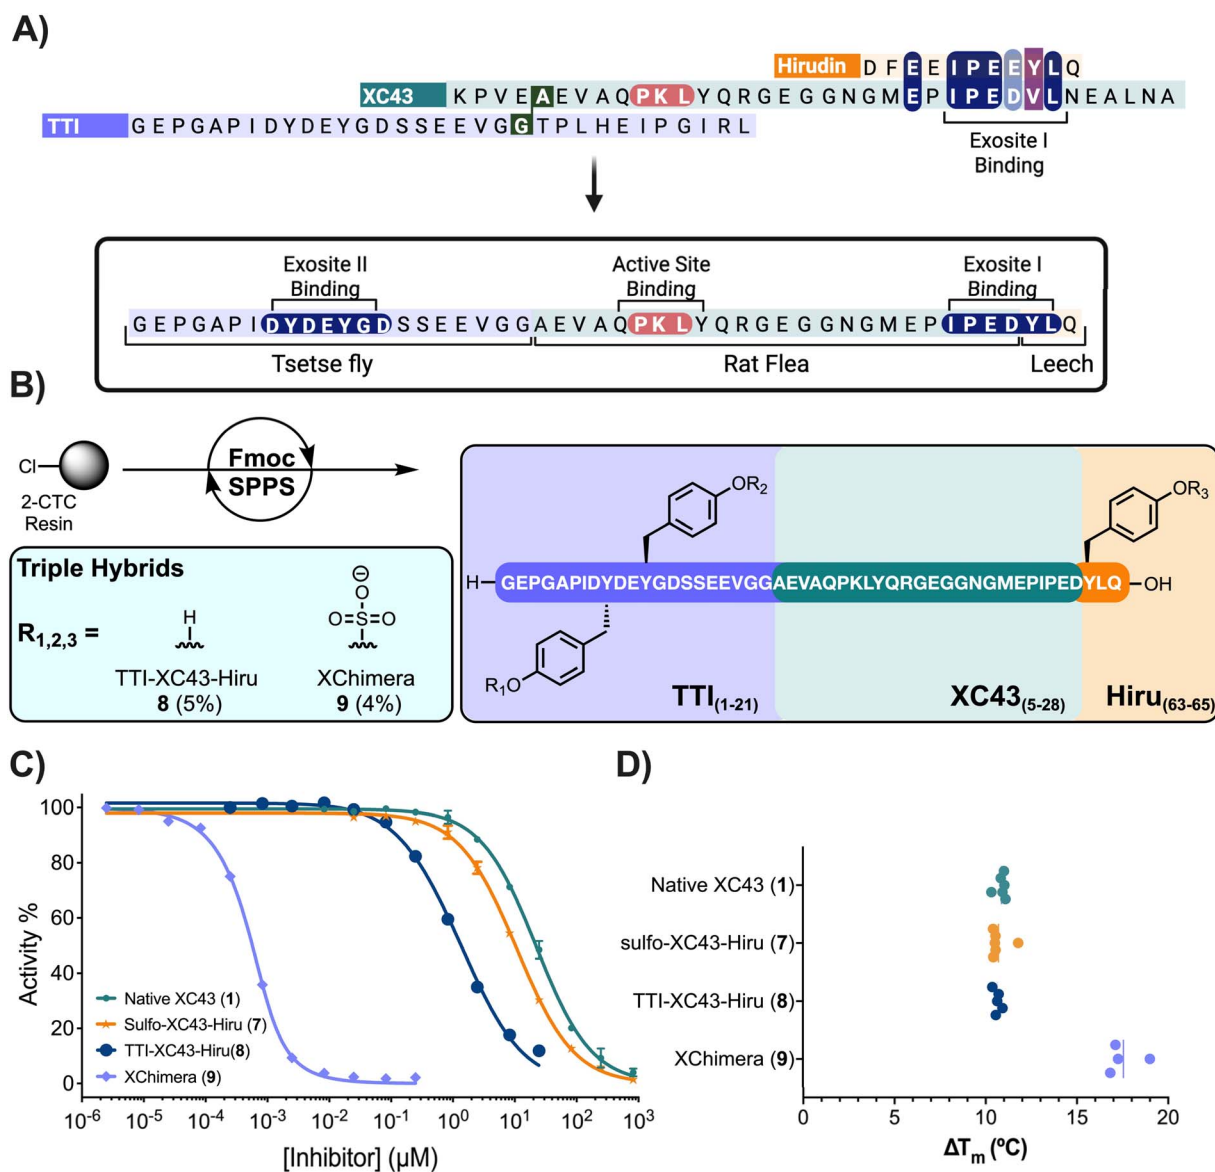 A)
Hirudin D F E E I P E E Y L Q
XC43 K P V E A E V A Q P K L Y Q R G E G G N G M E P I P E D V L N E A L N A
TTI G E P G A P I D Y D E Y G D S S E E V G G T P L H E I P G I R L
Exosite I
Binding
Exosite II
Binding
Active Site
Binding
Exosite I
Binding
G E P G A P I D Y D E Y G D S S E E V G G A E V A Q P K L Y Q R G E G G N G M E P I P E D Y L Q
Tsetse fly
Rat Flea
Leech
B)
Cl
2-CTC
Resin
Fmoc
SPPS
Triple Hybrids
R1,2,3 =
H
TTI-XC43-Hiru
8 (5%)
⊖
O
O=S=O
XChimera
9 (4%)
OR2
OR3
H–GEPGAPIDYDEYGDSSEEVGGAEVAQPKLYQRGEGGNGMEPIPEDYLQ–OH
R1O
TTI(1-21)
XC43(5-28)
Hiru(63-65)
C)
Activity %
100
80
60
40
20
0
Native XC43 (1)
Sulfo-XC43-Hiru (7)
TTI-XC43-Hiru(8)
XChimera (9)
10-6 10-5 10-4 10-3 10-2 10-1 100 101 102 103
[Inhibitor] (µM)
D)
Native XC43 (1)
sulfo-XC43-Hiru (7)
TTI-XC43-Hiru (8)
XChimera (9)
0 5 10 15 20
ΔTm (ºC)